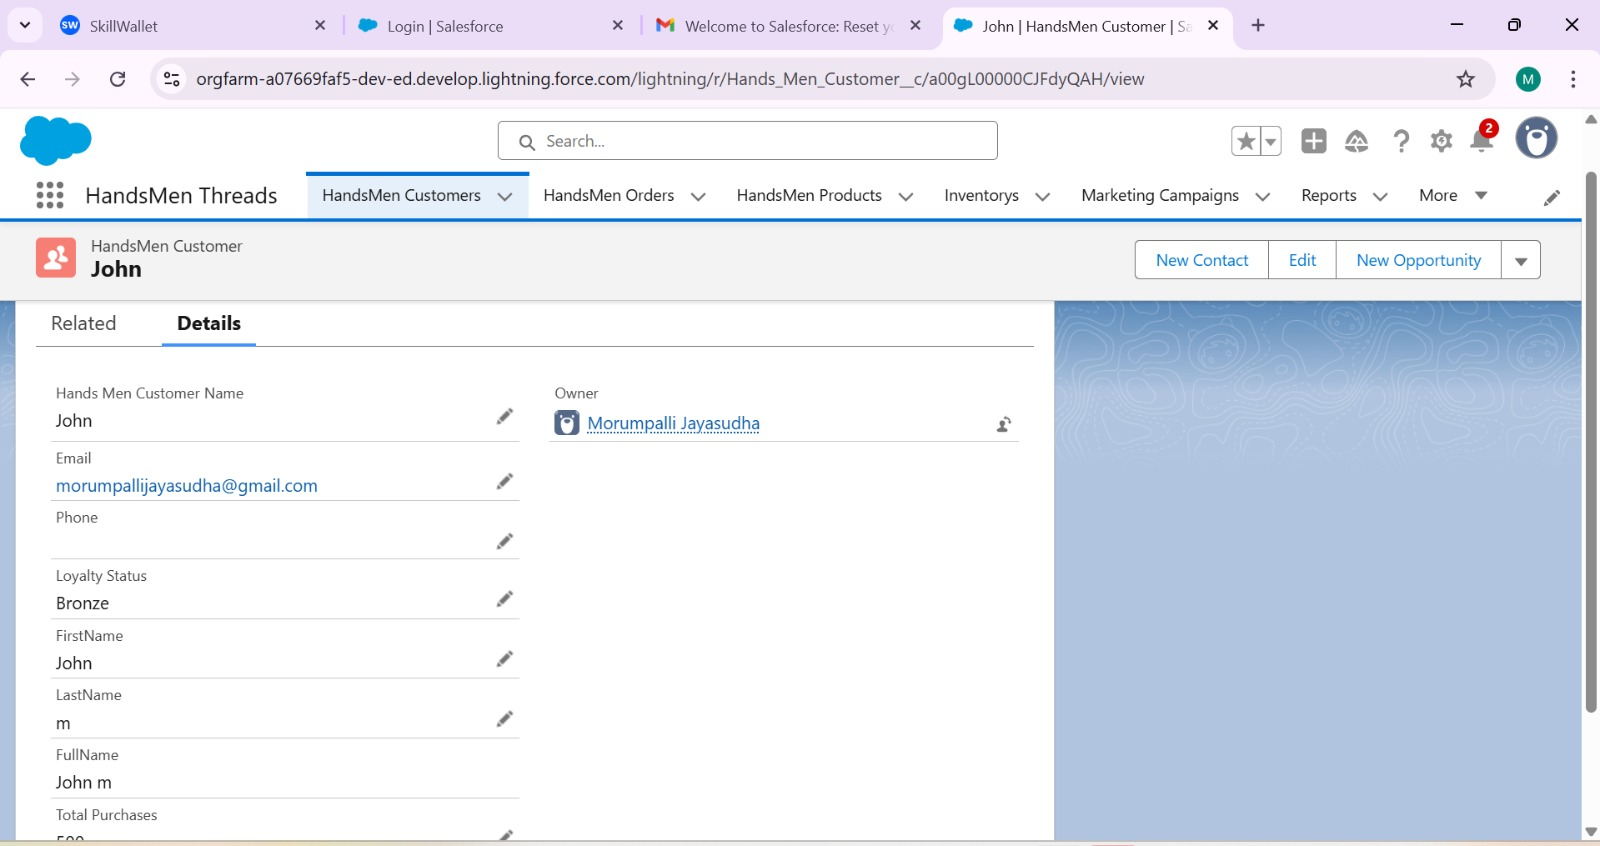 SW SkillWallet
Login | Salesforce
Welcome to Salesforce: Reset y
John | HandsMen Customer | Sa
orgfarm-a07669faf5-dev-ed.develop.lightning.force.com/lightning/r/Hands_Men_Customer__c/a00gL00000CJFdyQAH/view
M
Search...
2
HandsMen Threads
HandsMen Customers
HandsMen Orders
HandsMen Products
Inventorys
Marketing Campaigns
Reports
More
HandsMen Customer
John
New Contact
Edit
New Opportunity
Related
Details
Hands Men Customer Name
John
Owner
Morumpalli Jayasudha
Email
morumpallijayasudha@gmail.com
Phone
Loyalty Status
Bronze
FirstName
John
LastName
m
FullName
John m
Total Purchases